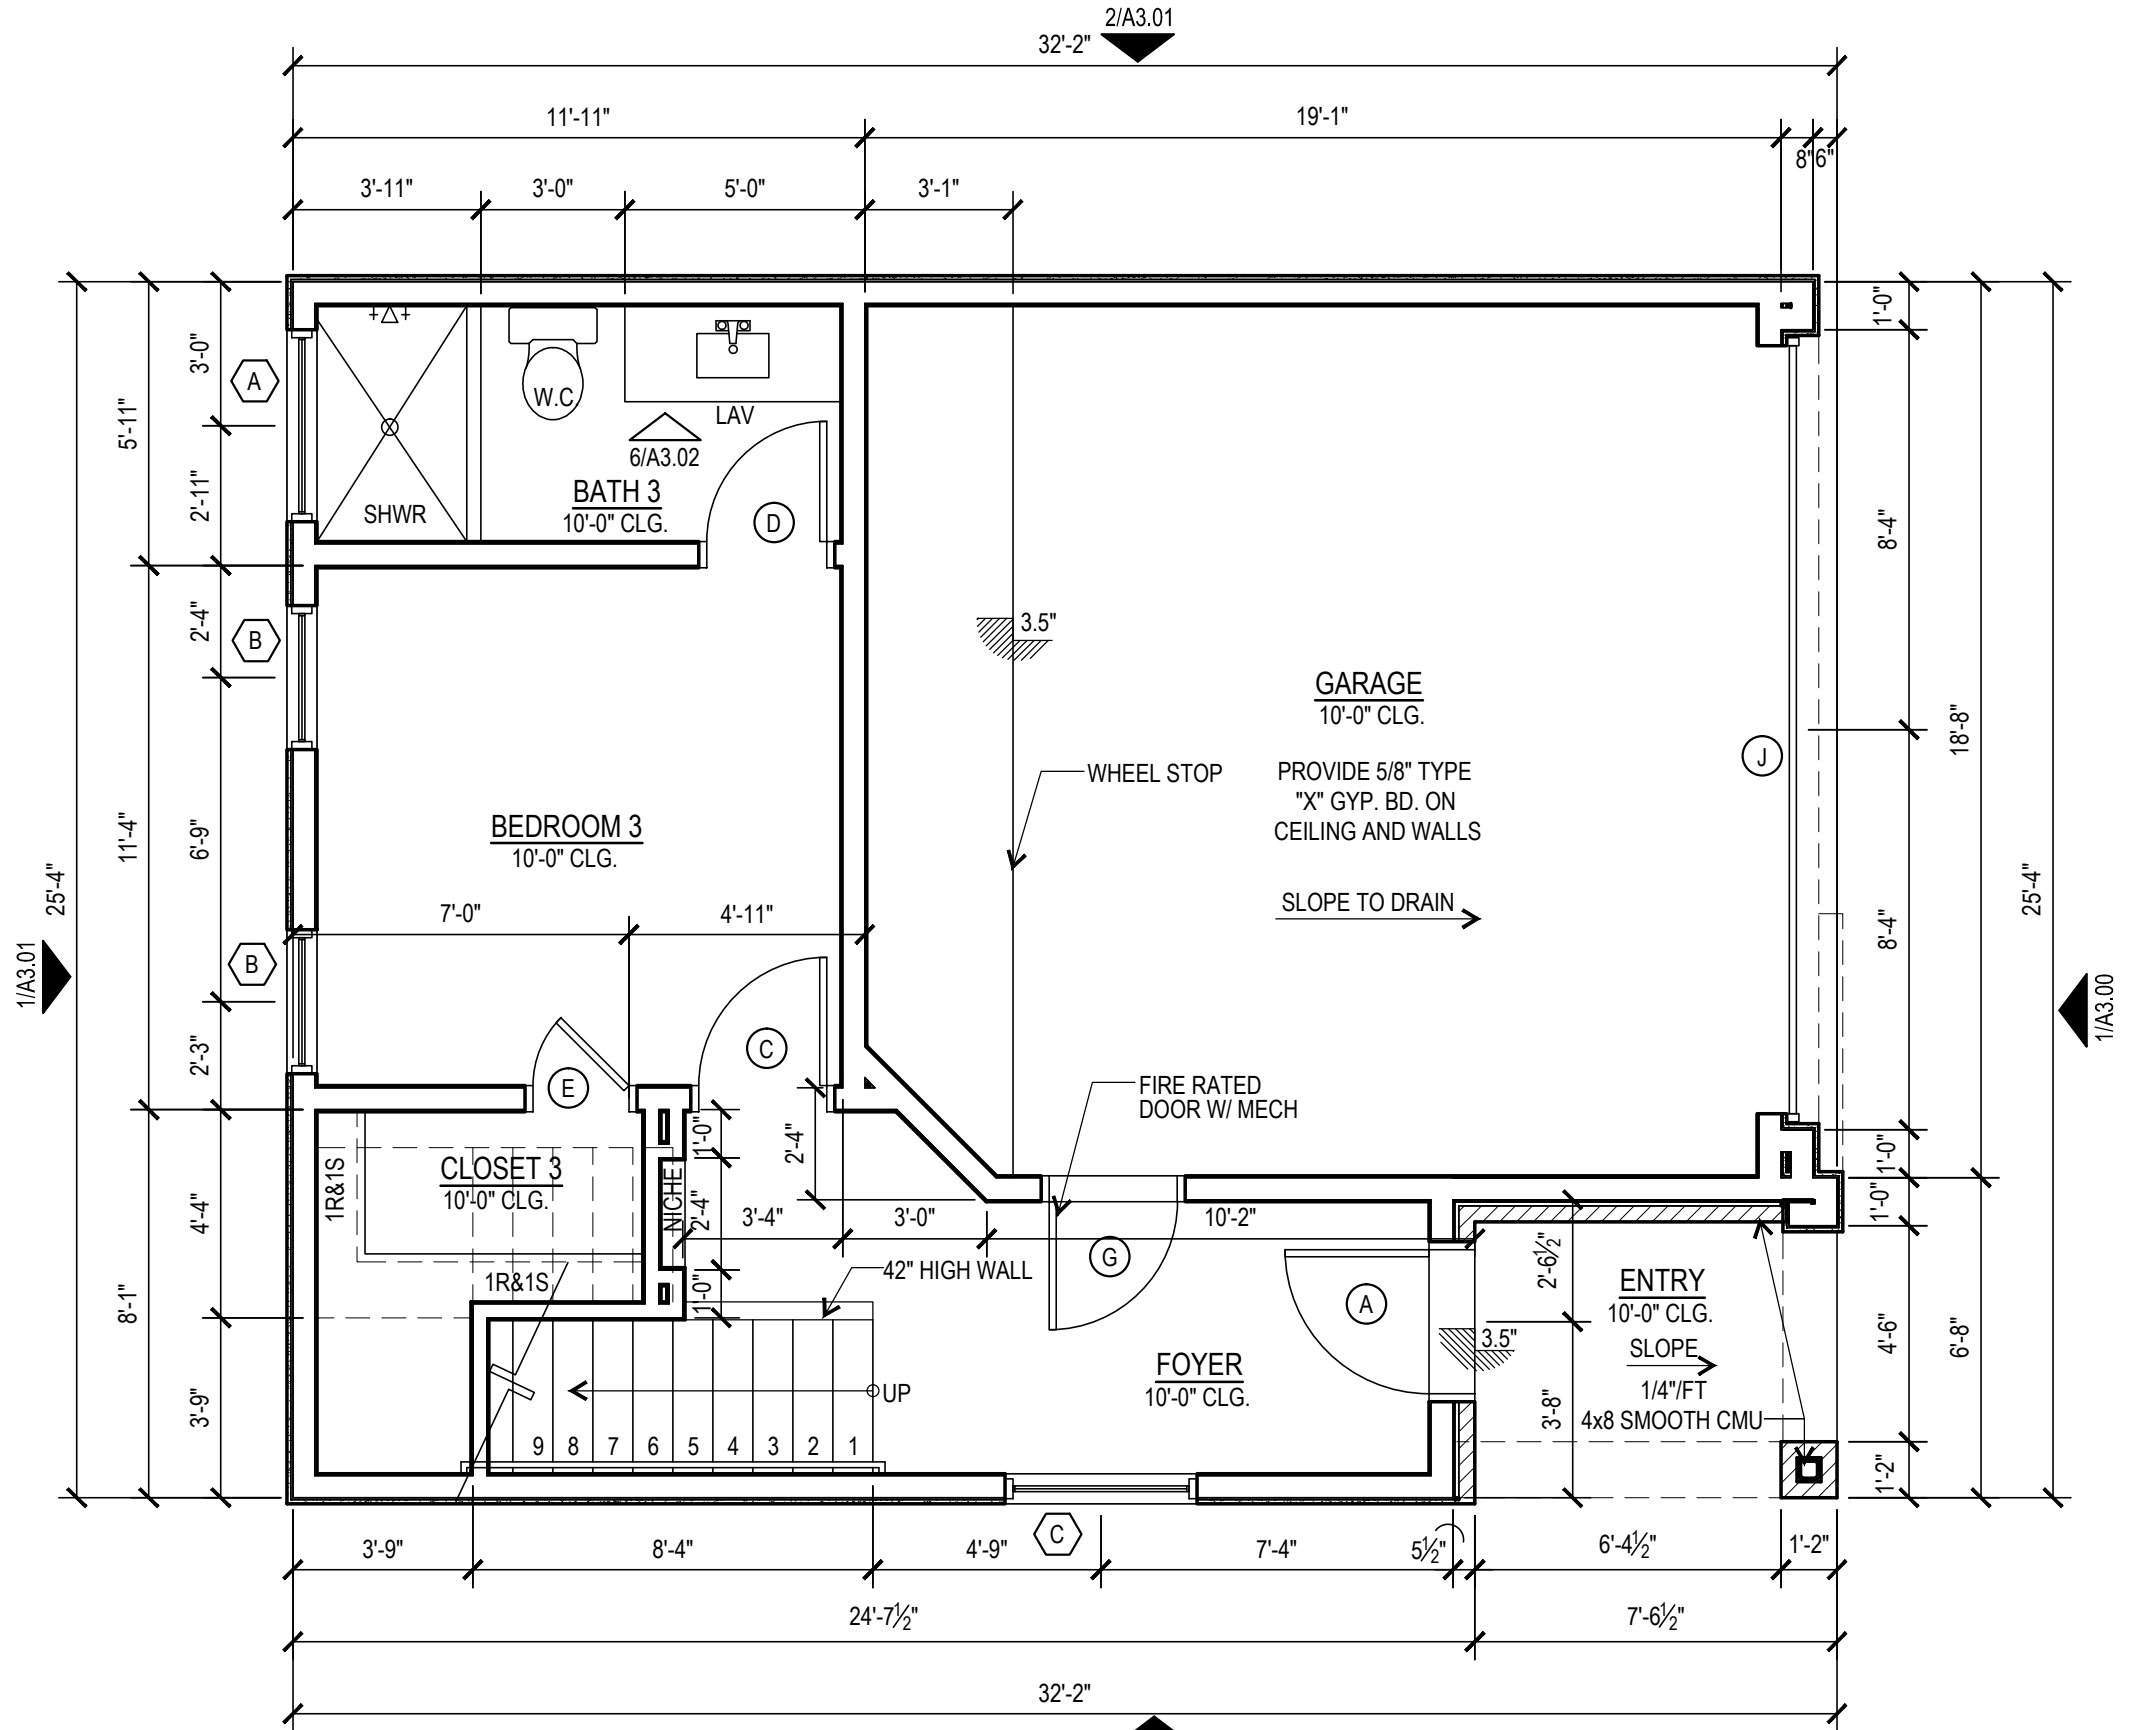 2/A3.01
32'-2"
11'-11"
19'-1"
8"
6"
3'-11"
3'-0"
5'-0"
3'-1"
1'-0"
3'-0"
A
5'-11"
W.C.
LAV
6/A3.02
BATH 3
10'-0" CLG.
SHWR
D
2'-11"
8'-4"
2'-4"
B
3.5"
GARAGE
10'-0" CLG.
18'-8"
J
WHEEL STOP
PROVIDE 5/8" TYPE
"X" GYP. BD. ON
CEILING AND WALLS
BEDROOM 3
10'-0" CLG.
11'-4"
6'-9"
25'-4"
25'-4"
SLOPE TO DRAIN
7'-0"
4'-11"
8'-4"
1/A3.01
B
1/A3.00
C
2'-3"
E
FIRE RATED
DOOR W/ MECH
1'-0"
2'-4"
1'-0"
1R&1S
CLOSET 3
10'-0" CLG.
NICHE
2'-4"
4'-4"
3'-4"
3'-0"
10'-2"
1'-0"
G
2'-6½"
42" HIGH WALL
1R&1S
1'-0"
ENTRY
10'-0" CLG.
8'-1"
A
3.5"
SLOPE
1/4"/FT
4'-6"
6'-8"
FOYER
10'-0" CLG.
UP
3'-9"
3'-8"
4x8 SMOOTH CMU
9 8 7 6 5 4 3 2 1
1'-2"
C
3'-9"
8'-4"
4'-9"
7'-4"
5½"
6'-4½"
1'-2"
24'-7½"
7'-6½"
32'-2"